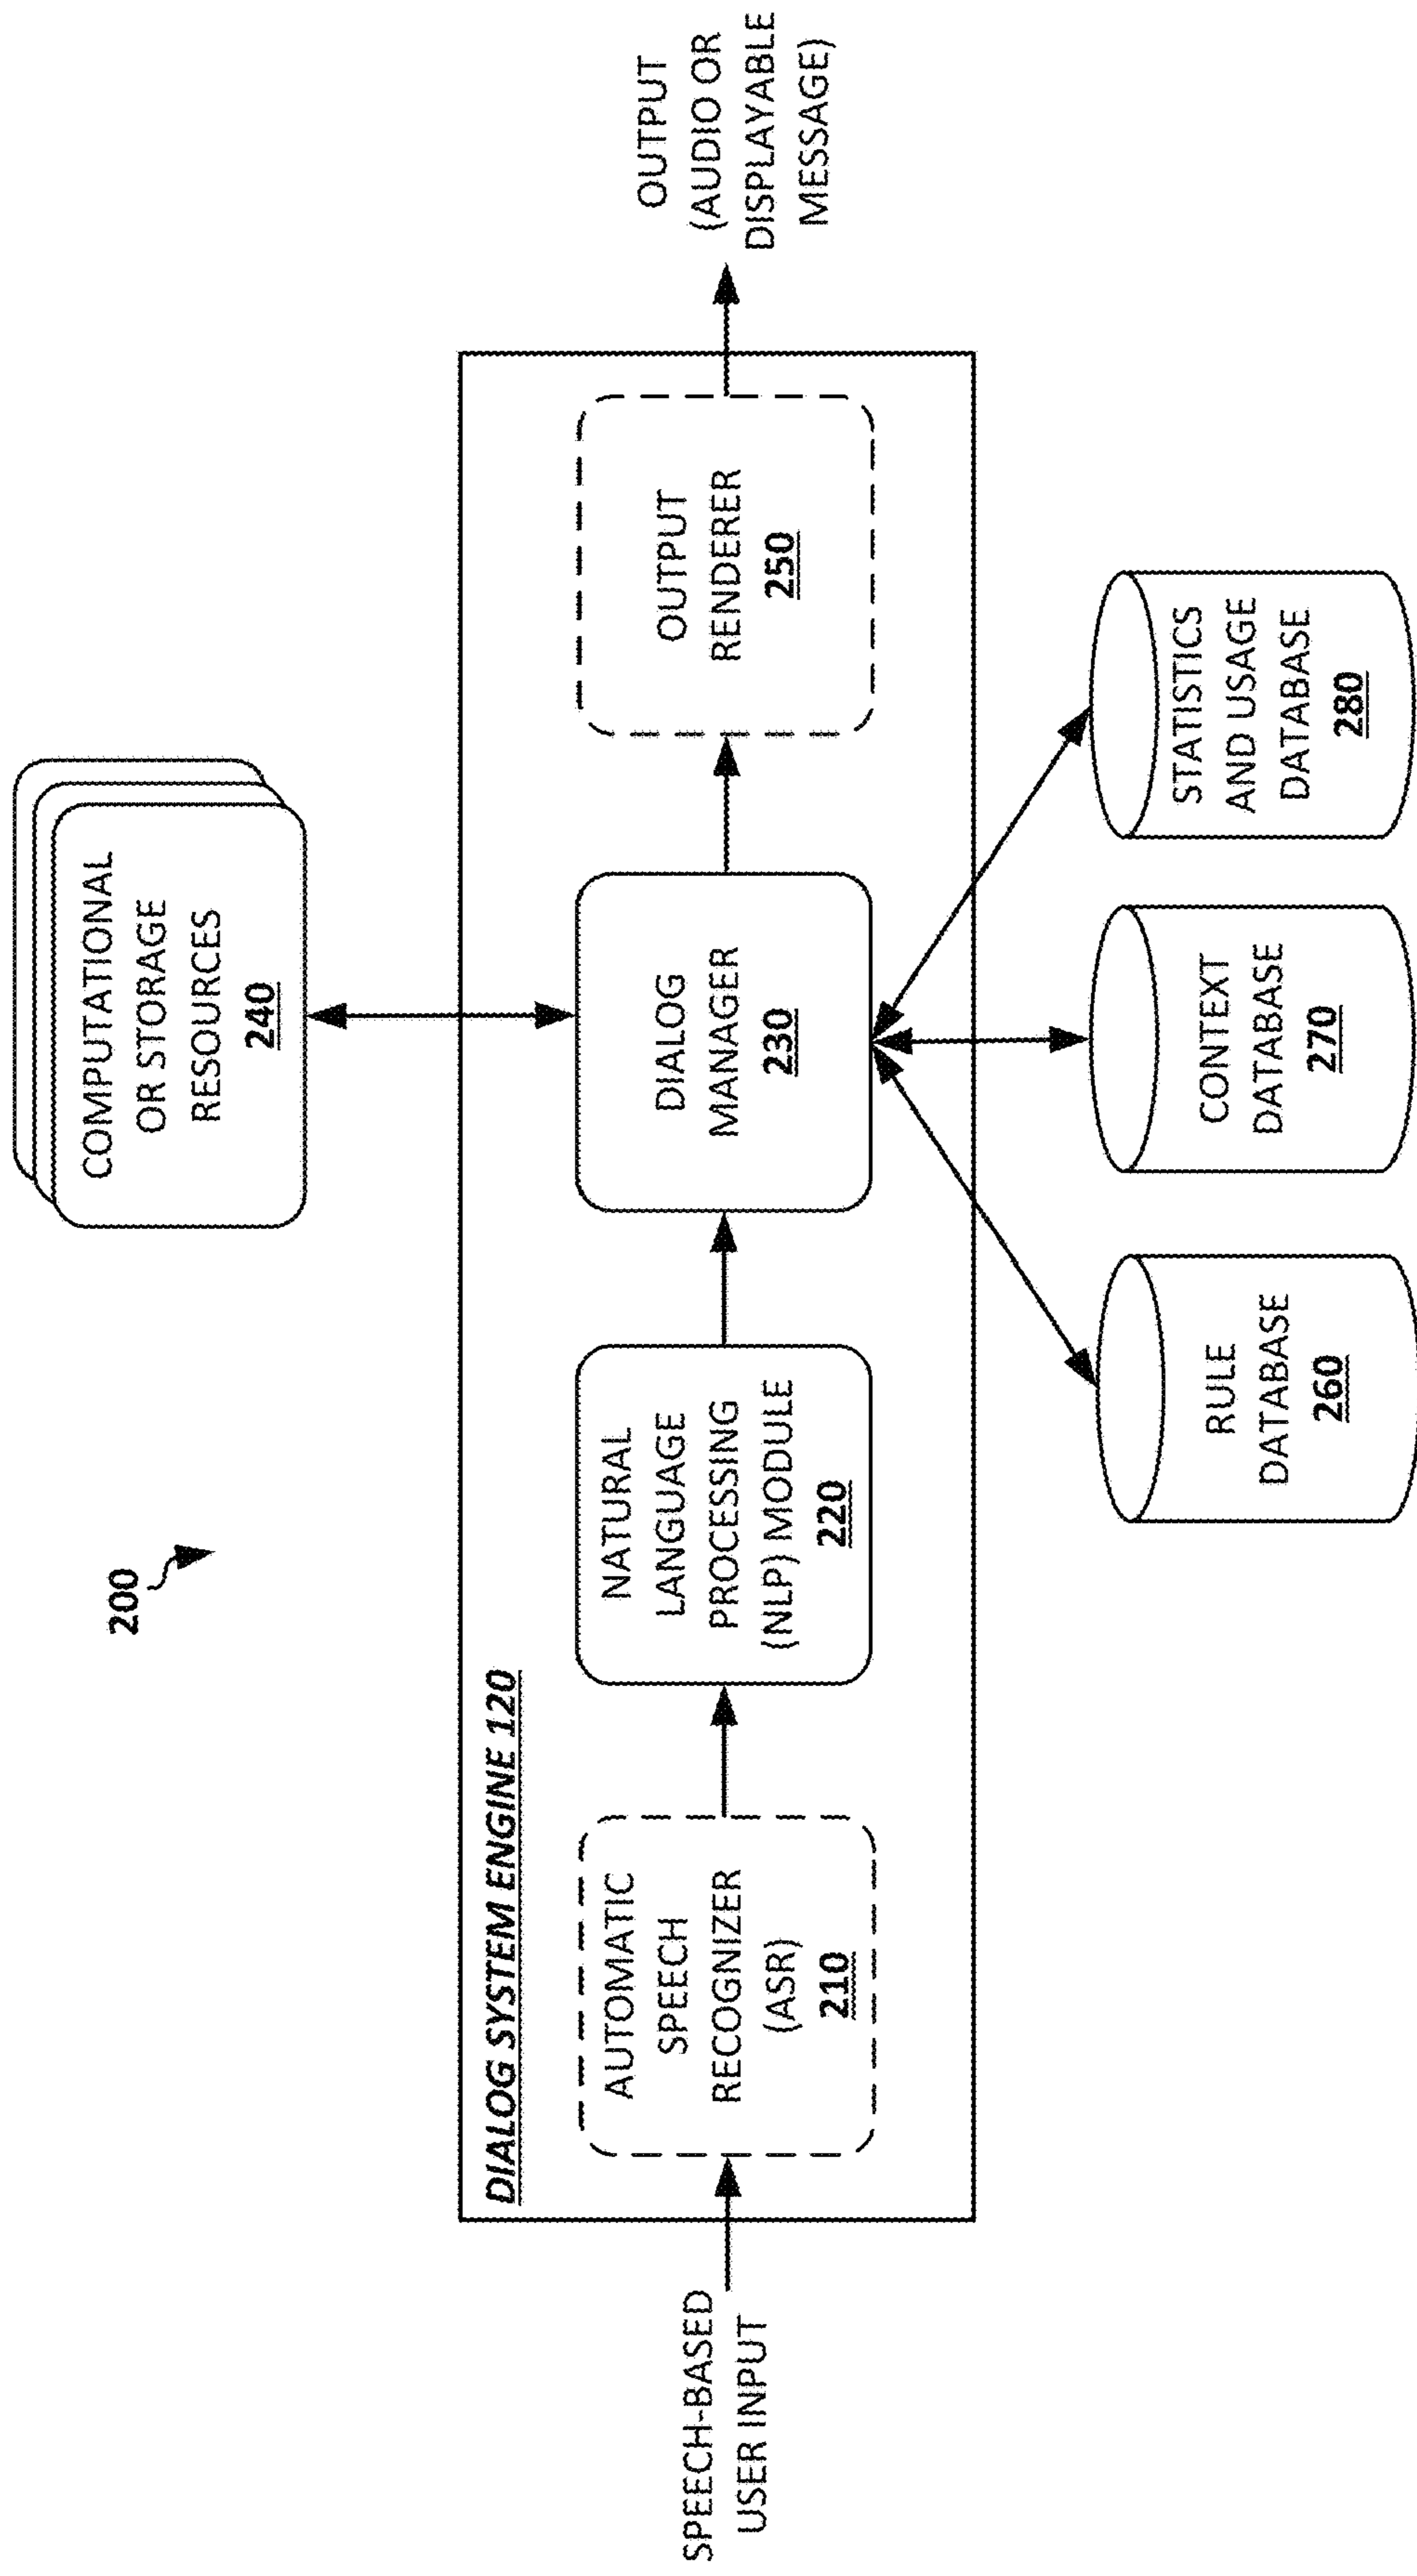 200
COMPUTATIONAL
OR STORAGE
RESOURCES
240
DIALOG SYSTEM ENGINE 120
SPEECH-BASED
USER INPUT
AUTOMATIC
SPEECH
RECOGNIZER
(ASR)
210
NATURAL
LANGUAGE
PROCESSING
(NLP) MODULE
220
DIALOG
MANAGER
230
OUTPUT
RENDERER
250
OUTPUT
(AUDIO OR
DISPLAYABLE
MESSAGE)
RULE
DATABASE
260
CONTEXT
DATABASE
270
STATISTICS
AND USAGE
DATABASE
280